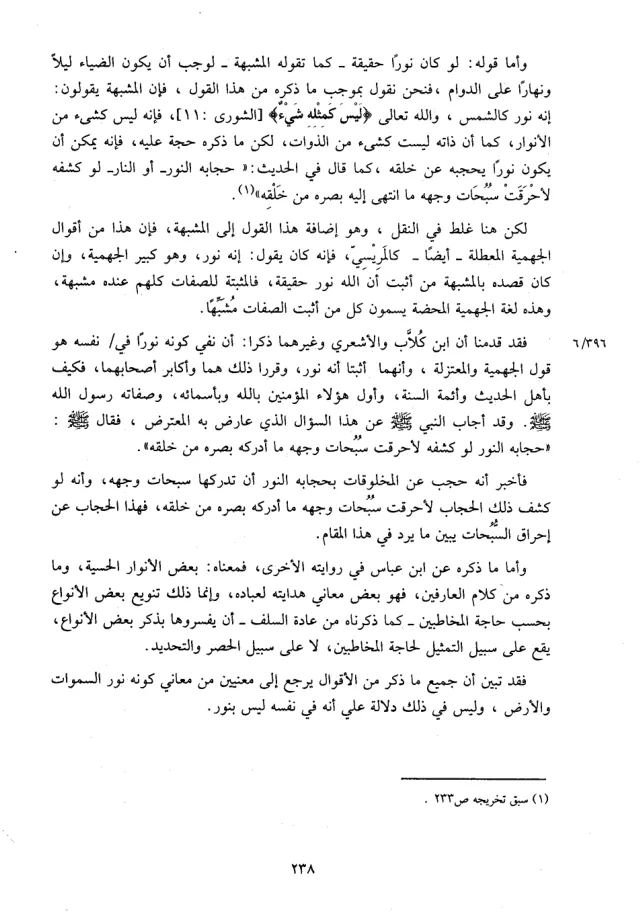 وأما قوله: لو كان نورًا حقيقة ـ كما تقوله المشبهة ـ لوجب أن يكون الضياء ليلاً
ونهارًا على الدوام ، فنحن نقول بموجب ما ذكره من هذا القول ، فإن المشبهة يقولون:
إنه نور كالشمس ، والله تعالى ﴿لَيْسَ كَمِثْلِهِ شَيْءٌ﴾ [الشورى :١١]، فإنه ليس كشىء من
الأنوار، كما أن ذاته ليست كشىء من الذوات، لكن ما ذكره حجة عليه، فإنه يمكن أن
يكون نورًا يحجبه عن خلقه ، كما قال في الحديث :« حجابه النورـ أو النارـ لو كشفه
لأحْرقَتْ سُبُحَات وجهه ما انتهى إليه بصره من خَلْقه»(١).
لكن هنا غلط في النقل ، وهو إضافة هذا القول إلى المشبهة، فإن هذا من أقوال
الجهمية المعطلة ـ أيضًا ـ كالمَرِيْسِيّ، فإنه كان يقول: إنه نور، وهو كبير الجهمية، وإن
كان قصده بالمشبهة من أثبت أن الله نور حقيقة، فالمثبتة للصفات كلهم عنده مشبهة،
وهذه لغة الجهمية المحضة يسمون كل من أثبت الصفات مُشَبِّهًا.
٦/٣٩٦ فقد قدمنا أن ابن كُلاَّب والأشعري وغيرهما ذكرا: أن نفي كونه نورًا في/ نفسه هو
قول الجهمية والمعتزلة ، وأنهما أثبتا أنه نور، وقررا ذلك هما وأكابر أصحابهما، فكيف
بأهل الحديث وأئمة السنة، وأول هؤلاء المؤمنين بالله وبأسمائه، وصفاته رسول الله
ﷺ. وقد أجاب النبي ﷺ عن هذا السؤال الذي عارض به المعترض ، فقال ﷺ :
«حجابه النور لو كشفه لأحرقت سبُحات وجهه ما أدركه بصره من خلقه».
فأخبر أنه حجب عن المخلوقات بحجابه النور أن تدركها سبحات وجهه، وأنه لو
كشف ذلك الحجاب لأحرقت سبُحات وجهه ما أدركه بصره من خلقه، فهذا الحجاب عن
إحراق السُّبُحات يبين ما يرد في هذا المقام.
وأما ما ذكره عن ابن عباس في روايته الأخرى، فمعناه: بعض الأنوار الحسية، وما
ذكره من كلام العارفين، فهو بعض معاني هدايته لعباده، وإنما ذلك تنويع بعض الأنواع
بحسب حاجة المخاطبين ـ كما ذكرناه من عادة السلف ـ أن يفسروها بذكر بعض الأنواع،
يقع على سبيل التمثيل لحاجة المخاطبين، لا على سبيل الحصر والتحديد.
فقد تبين أن جميع ما ذكر من الأقوال يرجع إلى معنيين من معاني كونه نور السموات
والأرض ، وليس في ذلك دلالة علي أنه في نفسه ليس بنور.
(١) سبق تخريجه ص٢٣٣ .
٢٣٨